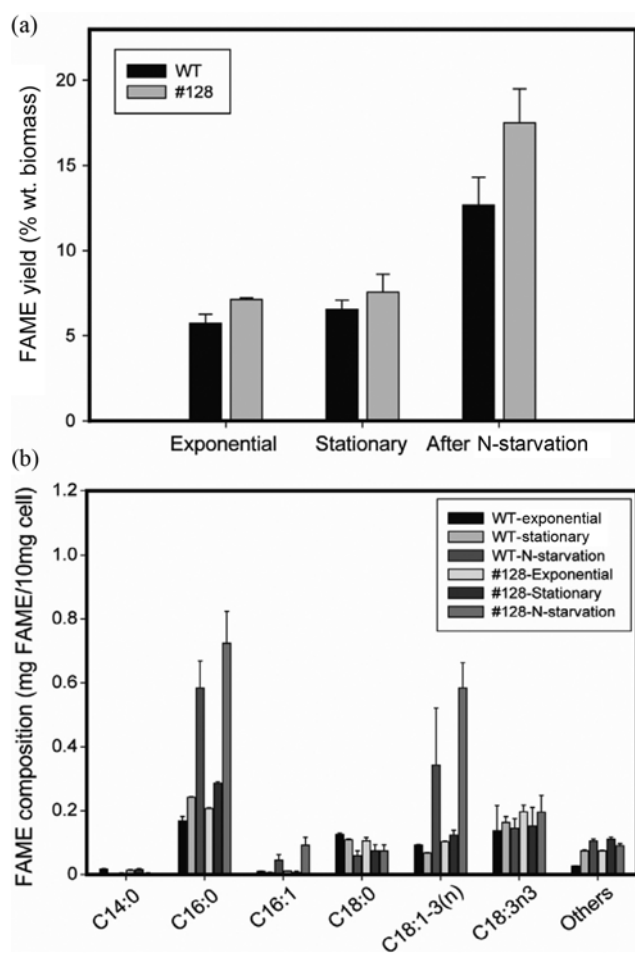 (a)
FAME yield (% wt. biomass)
20
15
10
5
0
WT
#128
Exponential
Stationary
After N-starvation
(b)
FAME composition (mg FAME/10mg cell)
1.2
1.0
0.8
0.6
0.4
0.2
0
WT-exponential
WT-stationary
WT-N-starvation
#128-Exponential
#128-Stationary
#128-N-starvation
C14:0
C16:0
C16:1
C18:0
C18:1-3(n)
C18:3n3
Others